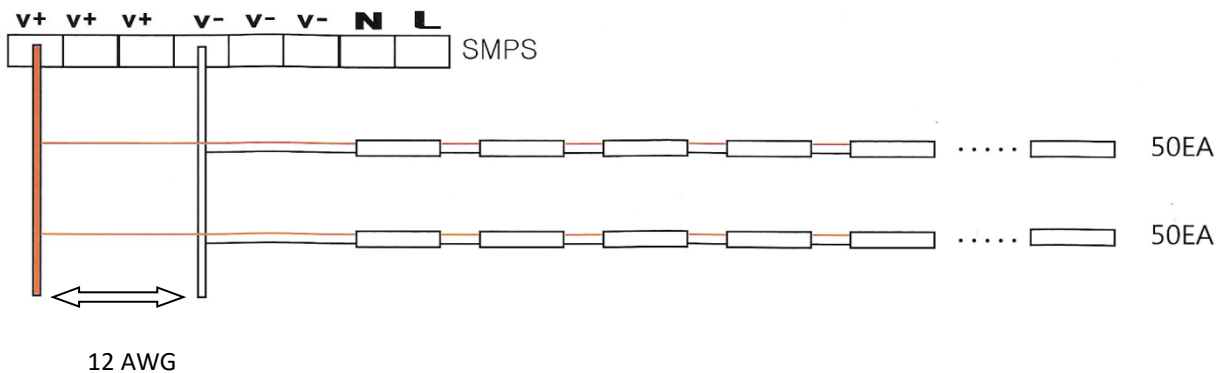 v+ v+ v+ v- v- v- N L
SMPS
..... 50EA
..... 50EA
12 AWG